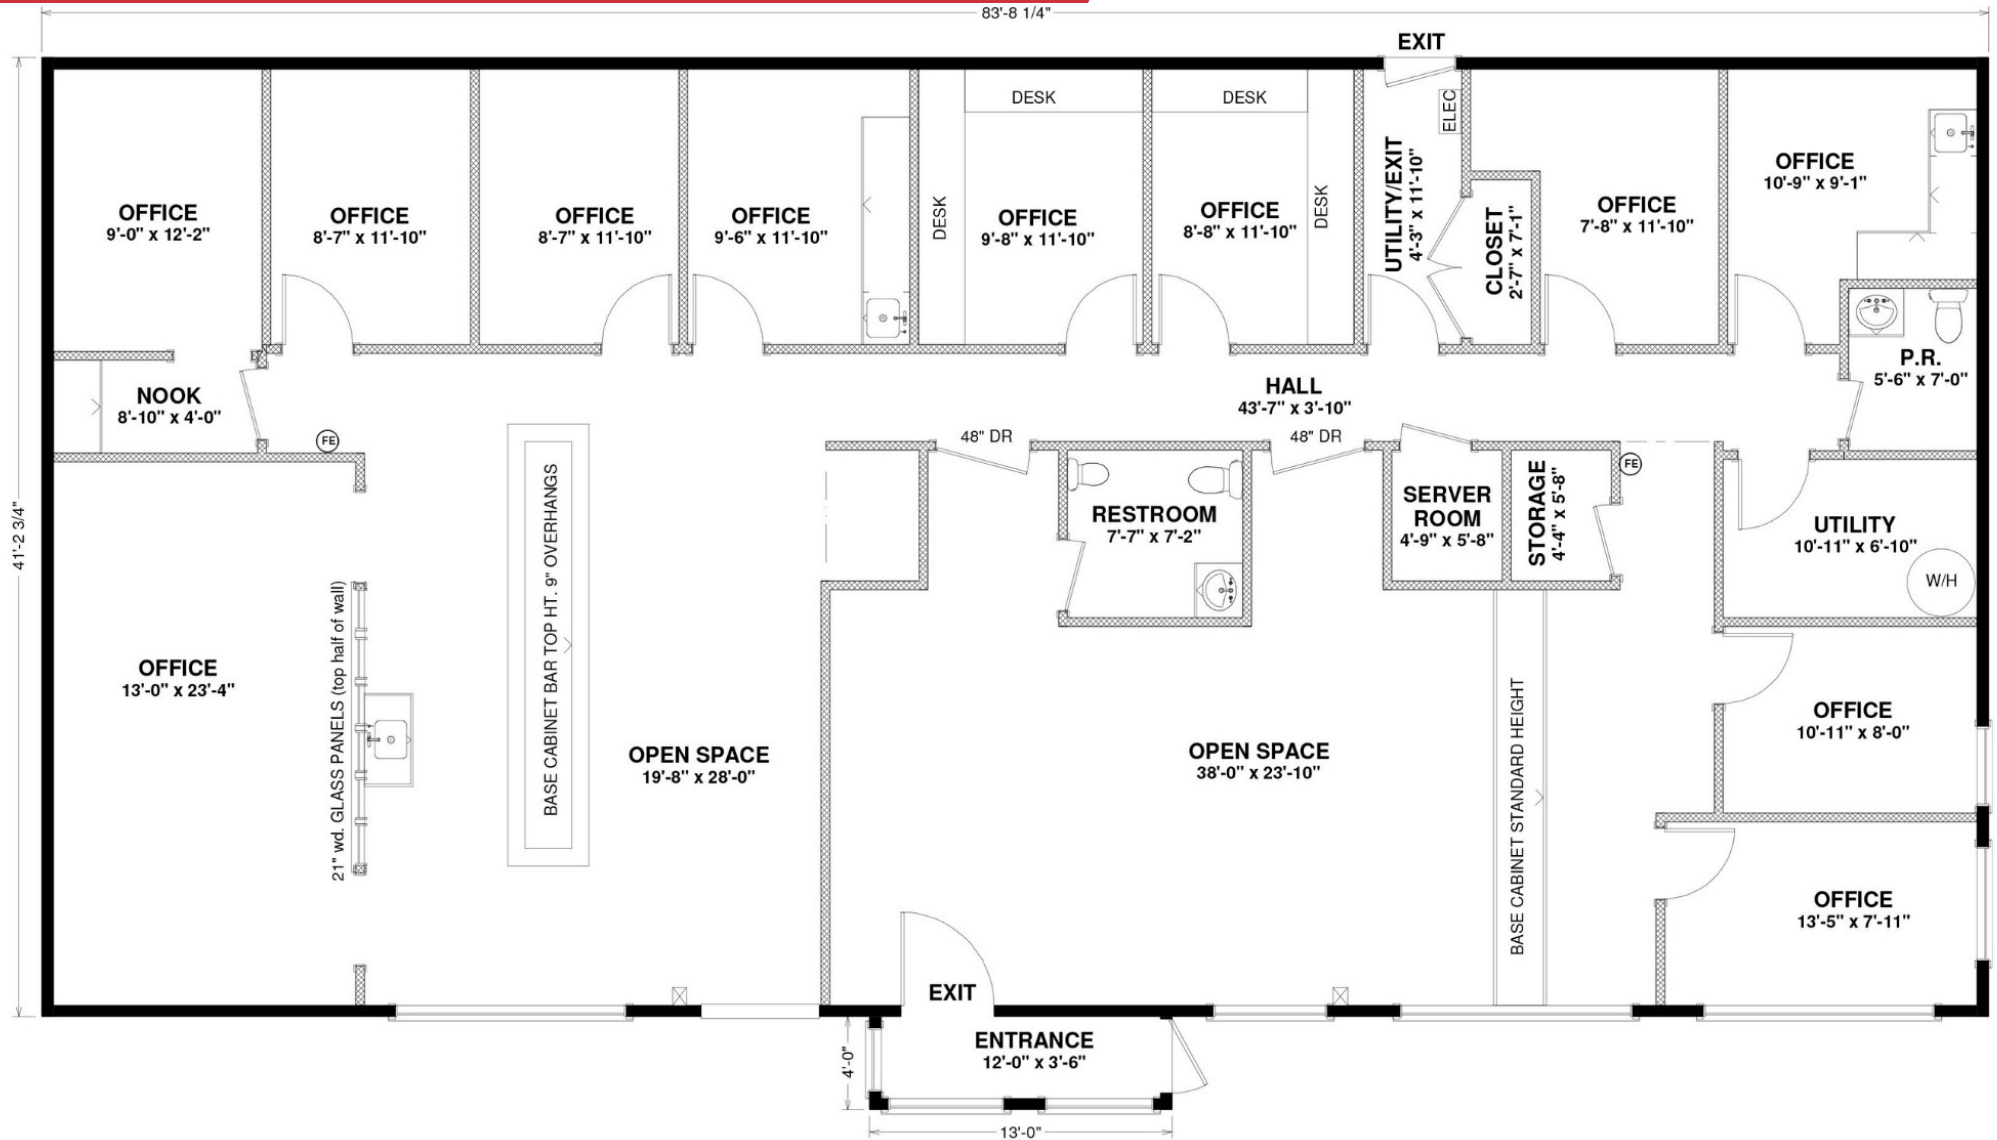 83'-8 1/4"
EXIT
41'-2 3/4"
OFFICE
9'-0" x 12'-2"
OFFICE
8'-7" x 11'-10"
OFFICE
8'-7" x 11'-10"
OFFICE
9'-6" x 11'-10"
DESK
DESK
OFFICE
9'-8" x 11'-10"
DESK
OFFICE
8'-8" x 11'-10"
DESK
UTILITY/EXIT
4'-3" x 11'-10"
ELEC
CLOSET
2'-7" x 7'-1"
OFFICE
7'-8" x 11'-10"
OFFICE
10'-9" x 9'-1"
P.R.
5'-6" x 7'-0"
NOOK
8'-10" x 4'-0"
FE
HALL
43'-7" x 3'-10"
48" DR
48" DR
RESTROOM
7'-7" x 7'-2"
SERVER
ROOM
4'-9" x 5'-8"
STORAGE
4'-4" x 5'-8"
FE
UTILITY
10'-11" x 6'-10"
W/H
OFFICE
13'-0" x 23'-4"
21" wd. GLASS PANELS (top half of wall)
BASE CABINET BAR TOP HT. 9" OVERHANGS
OPEN SPACE
19'-8" x 28'-0"
OPEN SPACE
38'-0" x 23'-10"
BASE CABINET STANDARD HEIGHT
OFFICE
10'-11" x 8'-0"
OFFICE
13'-5" x 7'-11"
EXIT
ENTRANCE
12'-0" x 3'-6"
4'-0"
13'-0"